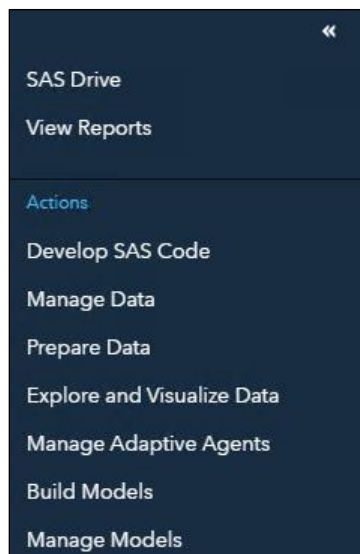 «
SAS Drive
View Reports
Actions
Develop SAS Code
Manage Data
Prepare Data
Explore and Visualize Data
Manage Adaptive Agents
Build Models
Manage Models